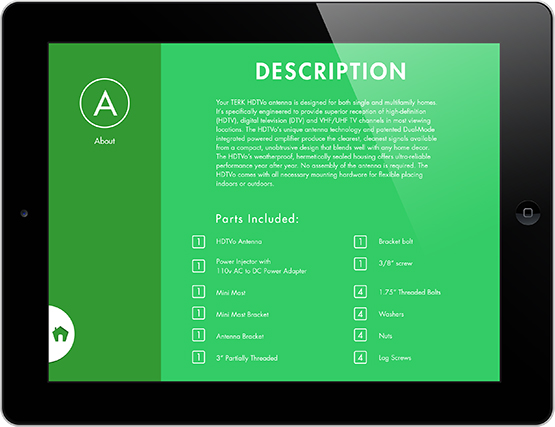 DESCRIPTION
A
About
Your TERK HDTVo antenna is designed for both single and multifamily homes.
It's specifically engineered to provide superior reception of high-definition
(HDTV), digital television (DTV) and VHF/UHF TV channels in most viewing
locations. The HDTVo's unique antenna technology and patented Dual-Mode
integrated powered amplifier produce the clearest, cleanest signals available
from a compact, unobtrusive design that blends well with any home decor.
The HDTVo's weatherproof, hermetically sealed housing offers ultra-reliable
performance year after year. No assembly of the antenna is required. The
HDTVo comes with all necessary mounting hardware for flexible placing
indoors or outdoors.
Parts Included:
1 HDTVo Antenna
1 Power Injector with
110v AC to DC Power Adapter
1 Mini Mast
1 Mini Mast Bracket
1 Antenna Bracket
1 3" Partially Threaded
1 Bracket bolt
1 3/8" screw
4 1.75" Threaded Bolts
4 Washers
4 Nuts
4 Lag Screws